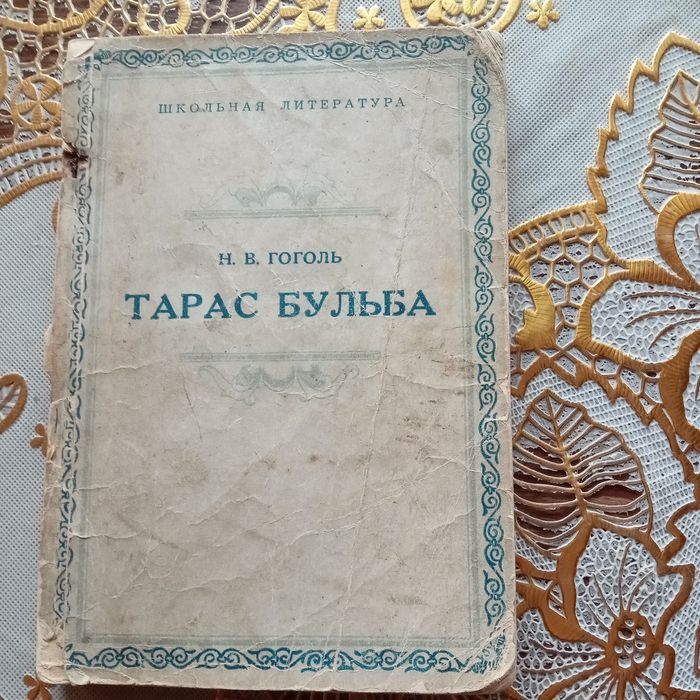 ШКОЛЬНАЯ ЛИТЕРАТУРА
Н. В. ГОГОЛЬ
ТАРАС БУЛЬБА